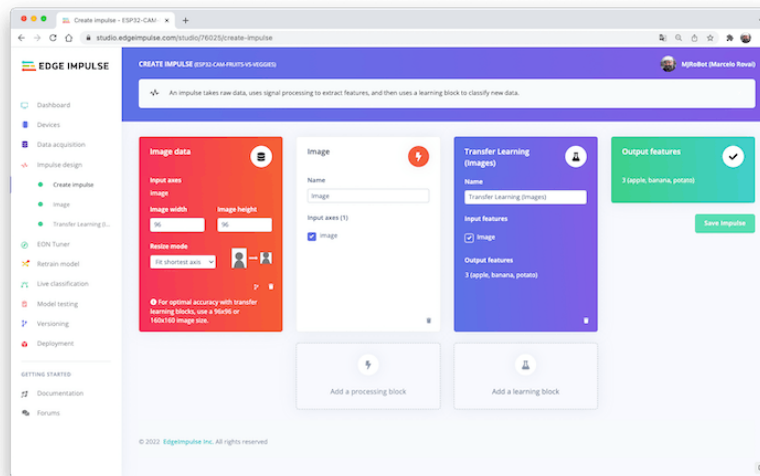 Create impulse - ESP32-CAM-
studio.edgeimpulse.com/studio/76025/create-impulse
EDGE IMPULSE
Dashboard
Devices
Data acquisition
Impulse design
Create impulse
Image
Transfer Learning (I...
EON Tuner
Retrain model
Live classification
Model testing
Versioning
Deployment
GETTING STARTED
Documentation
Forums
CREATE IMPULSE (ESP32-CAM-FRUITS-VS-VEGGIES)
MJRoBot (Marcelo Rovai)
An impulse takes raw data, uses signal processing to extract features, and then uses a learning block to classify new data.
Image data
Input axes
image
Image width
Image height
96
96
Resize mode
Fit shortest axis
For optimal accuracy with transfer
learning blocks, use a 96x96 or
160x160 image size.
Image
Name
Image
Input axes (1)
image
Add a processing block
Transfer Learning
(Images)
Name
Transfer Learning (Images)
Input features
Image
Output features
3 (apple, banana, potato)
Add a learning block
Output features
3 (apple, banana, potato)
Save Impulse
© 2022 EdgeImpulse Inc. All rights reserved